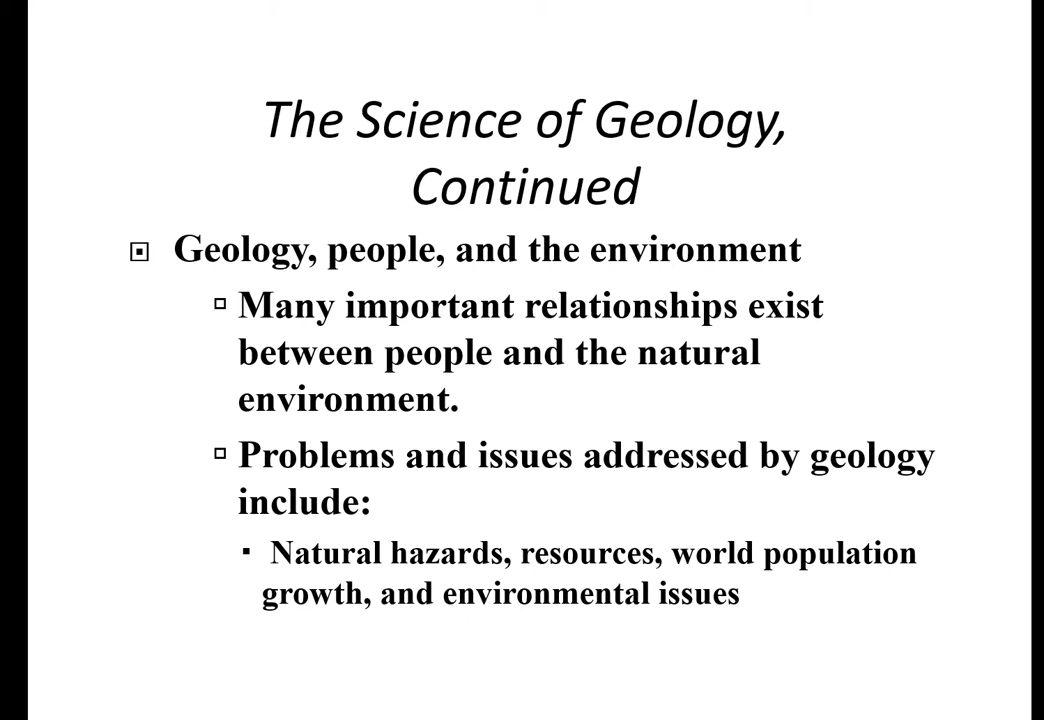 The Science of Geology,
Continued
Geology, people, and the environment
Many important relationships exist
between people and the natural
environment.
Problems and issues addressed by geology
include:
Natural hazards, resources, world population
growth, and environmental issues